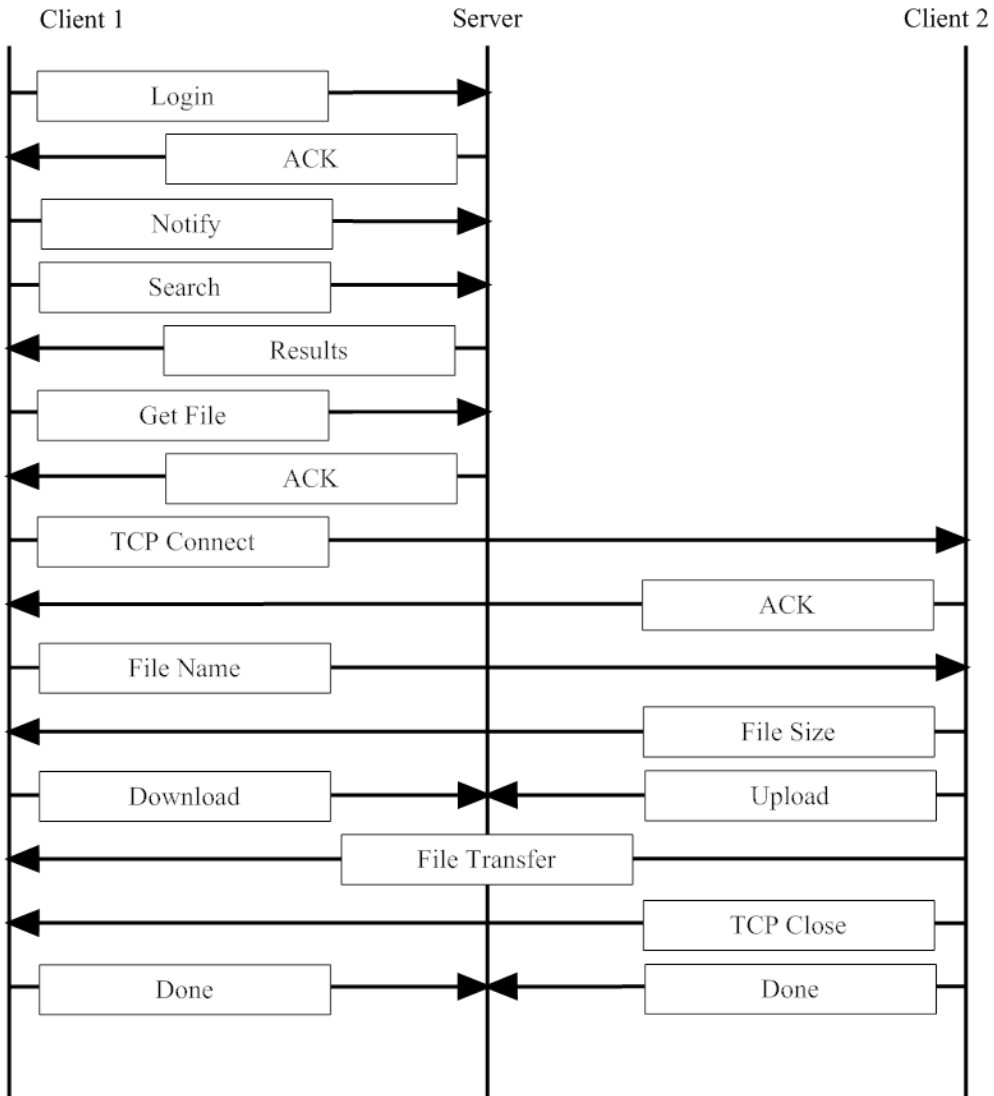 Client 1
Server
Client 2
Login
ACK
Notify
Search
Results
Get File
ACK
TCP Connect
ACK
File Name
File Size
Download
Upload
File Transfer
TCP Close
Done
Done